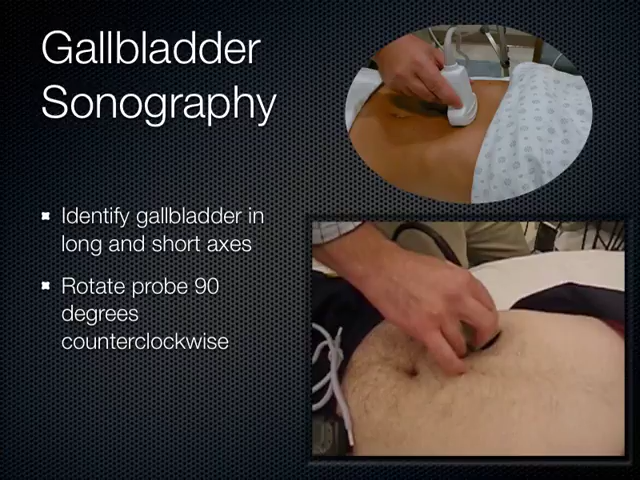 Gallbladder
Sonography
Identify gallbladder in
long and short axes
Rotate probe 90
degrees
counterclockwise